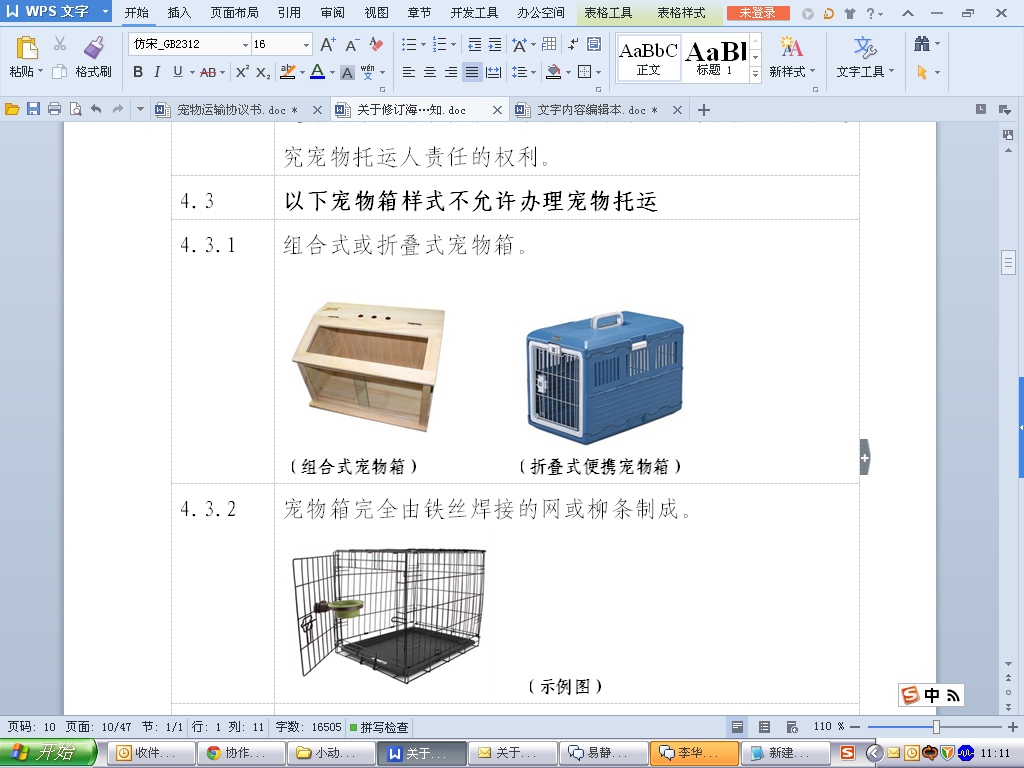 WPS 文字
开始 插入 页面布局 引用 审阅 视图 章节 开发工具 办公空间 表格工具 表格样式 未登录
粘贴 格式刷 仿宋_GB2312 16
AaBbC 正文 AaBl 标题 1 新样式 文字工具
宠物运输协议书.doc * 关于修订海…知.doc 文字内容编辑本.doc *
究宠物托运人责任的权利。
4.3 以下宠物箱样式不允许办理宠物托运
4.3.1 组合式或折叠式宠物箱。
(组合式宠物箱) (折叠式便携宠物箱)
4.3.2 宠物箱完全由铁丝焊接的网或柳条制成。
(示例图)
中
页码: 10 页面: 10/47 节: 1/1 行: 1 列: 11 字数: 16505 拼写检查 110 %
开始 收件... 协作... 小动... 关于... 关于... 易静... 李华... 新建... 11:11